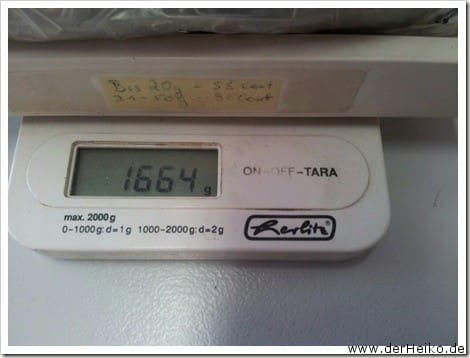 Bis 20g - 55 cent
21-50g - 90 cent
1664 g
ON-OFF-TARA
max. 2000g
0-1000g:d=1g 1000-2000g:d=2g
Herlitz
www.derHeiko.de